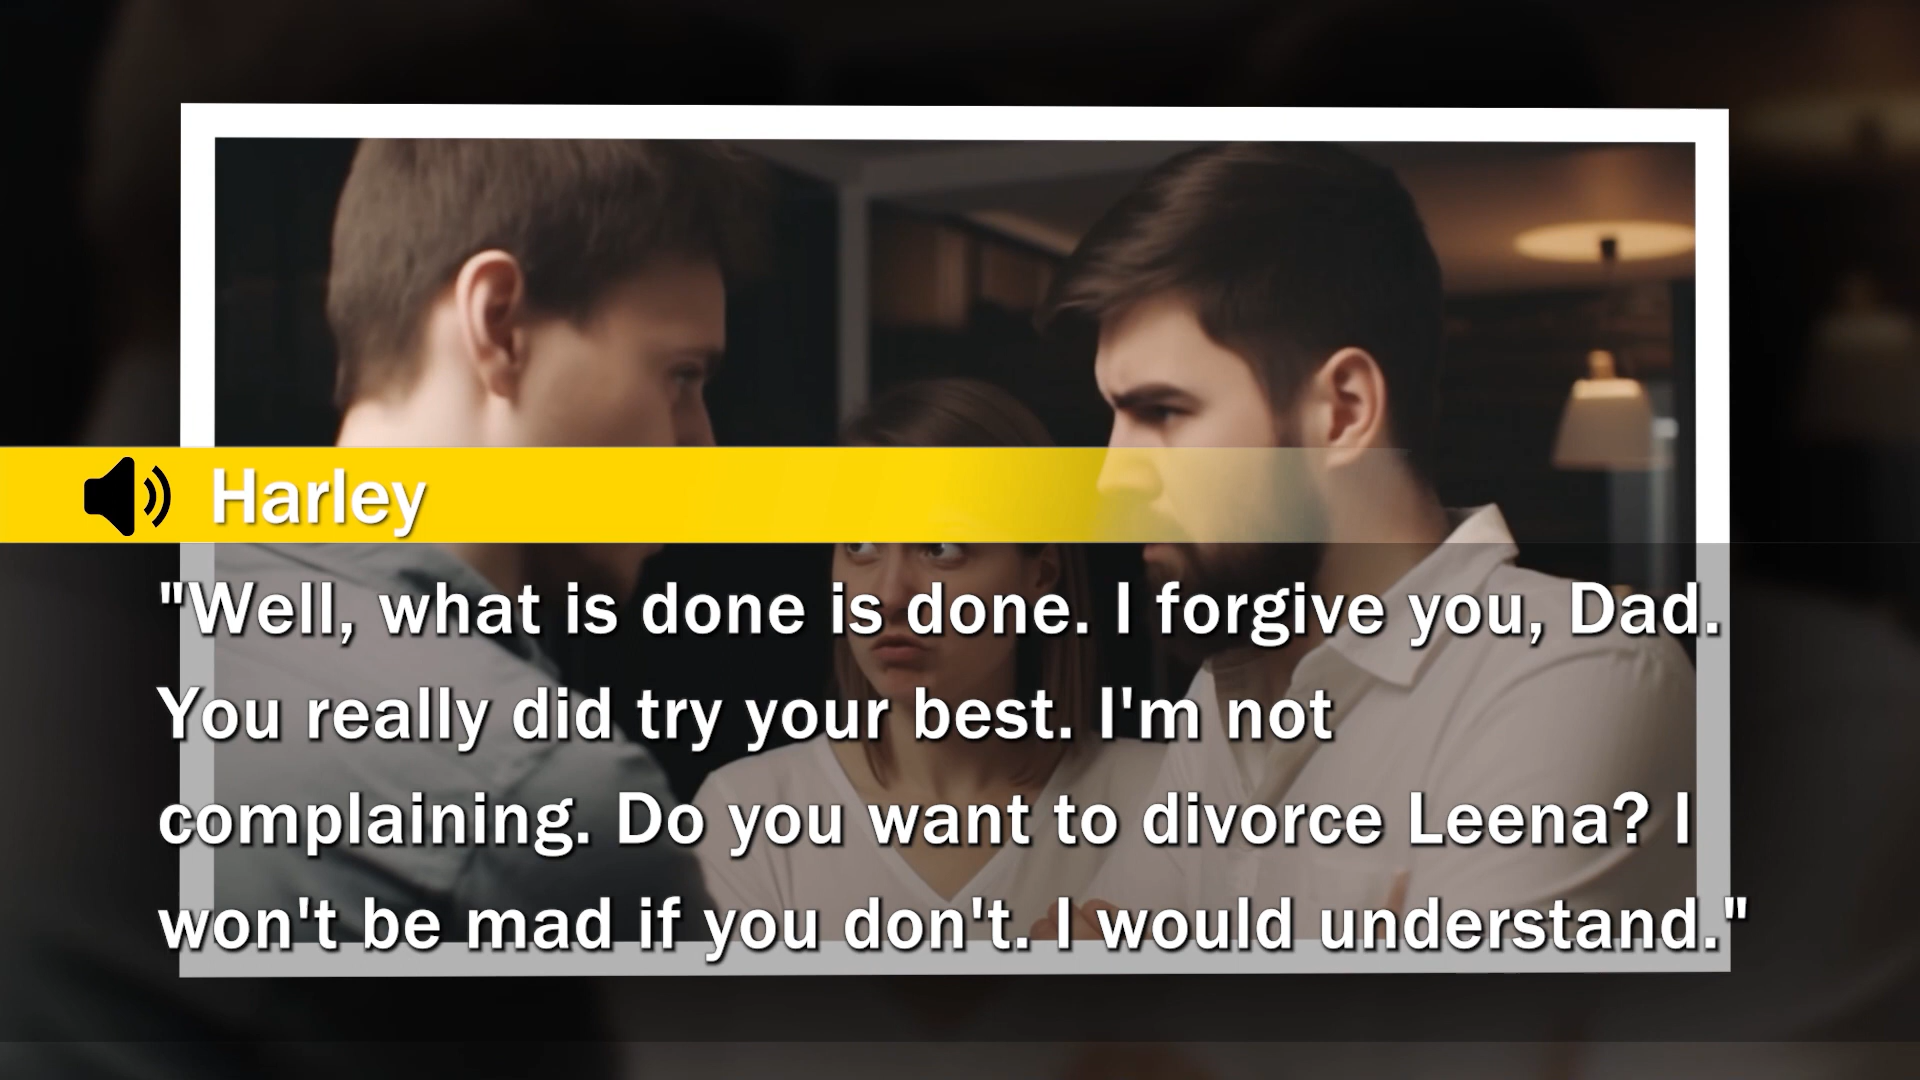 Harley
"Well, what is done is done. I forgive you, Dad.
You really did try your best. I'm not
complaining. Do you want to divorce Leena? I
won't be mad if you don't. I would understand."